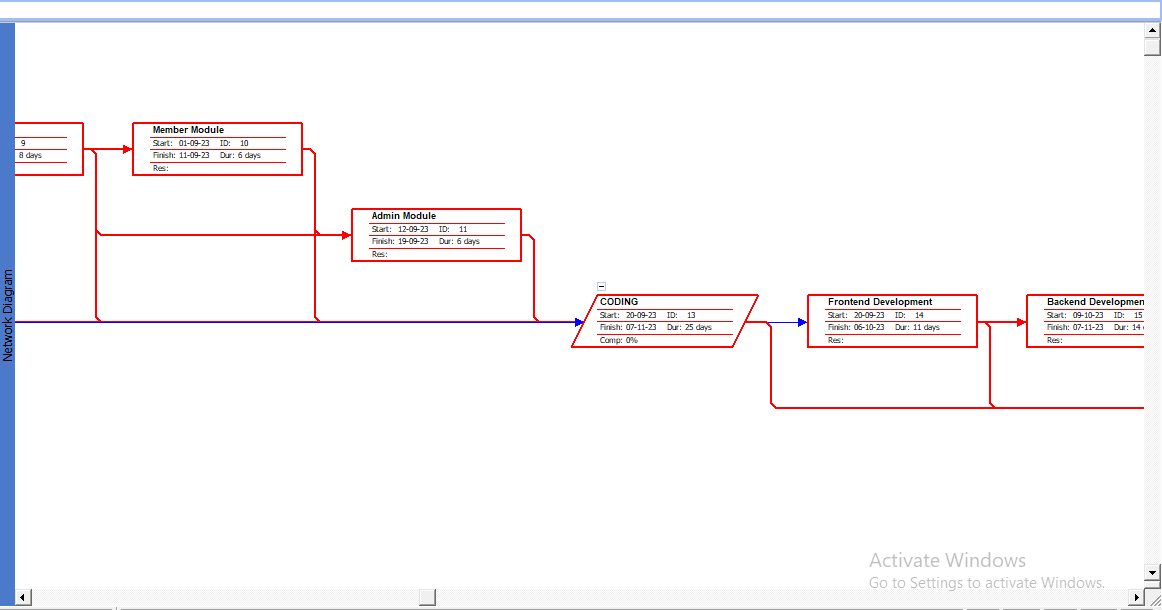 Network Diagram
9
8 days
Member Module
Start: 01-09-23 ID: 10
Finish: 11-09-23 Dur: 6 days
Res:
Admin Module
Start: 12-09-23 ID: 11
Finish: 19-09-23 Dur: 6 days
Res:
CODING
Start: 20-09-23 ID: 13
Finish: 07-11-23 Dur: 25 days
Comp: 0%
Frontend Development
Start: 20-09-23 ID: 14
Finish: 06-10-23 Dur: 11 days
Res:
Backend Developmen
Start: 09-10-23 ID: 15
Finish: 07-11-23 Dur: 14
Res:
Activate Windows
Go to Settings to activate Windows.